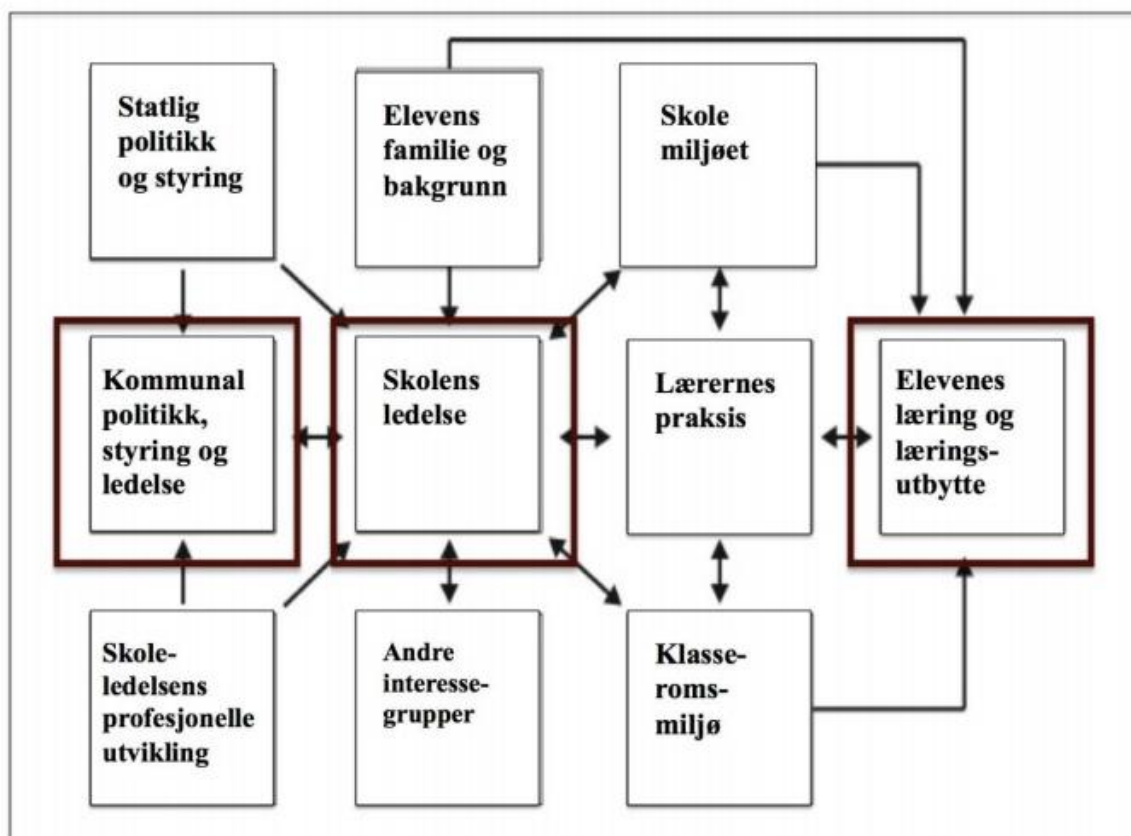 Statlig
politikk
og styring
Elevens
familie og
bakgrunn
Skole
miljøet
Kommunal
politikk,
styring og
ledelse
Skolens
ledelse
Lærernes
praksis
Elevenes
læring og
lærings-
utbytte
Skole-
ledelsens
profesjonelle
utvikling
Andre
interesse-
grupper
Klasse-
roms-
miljø